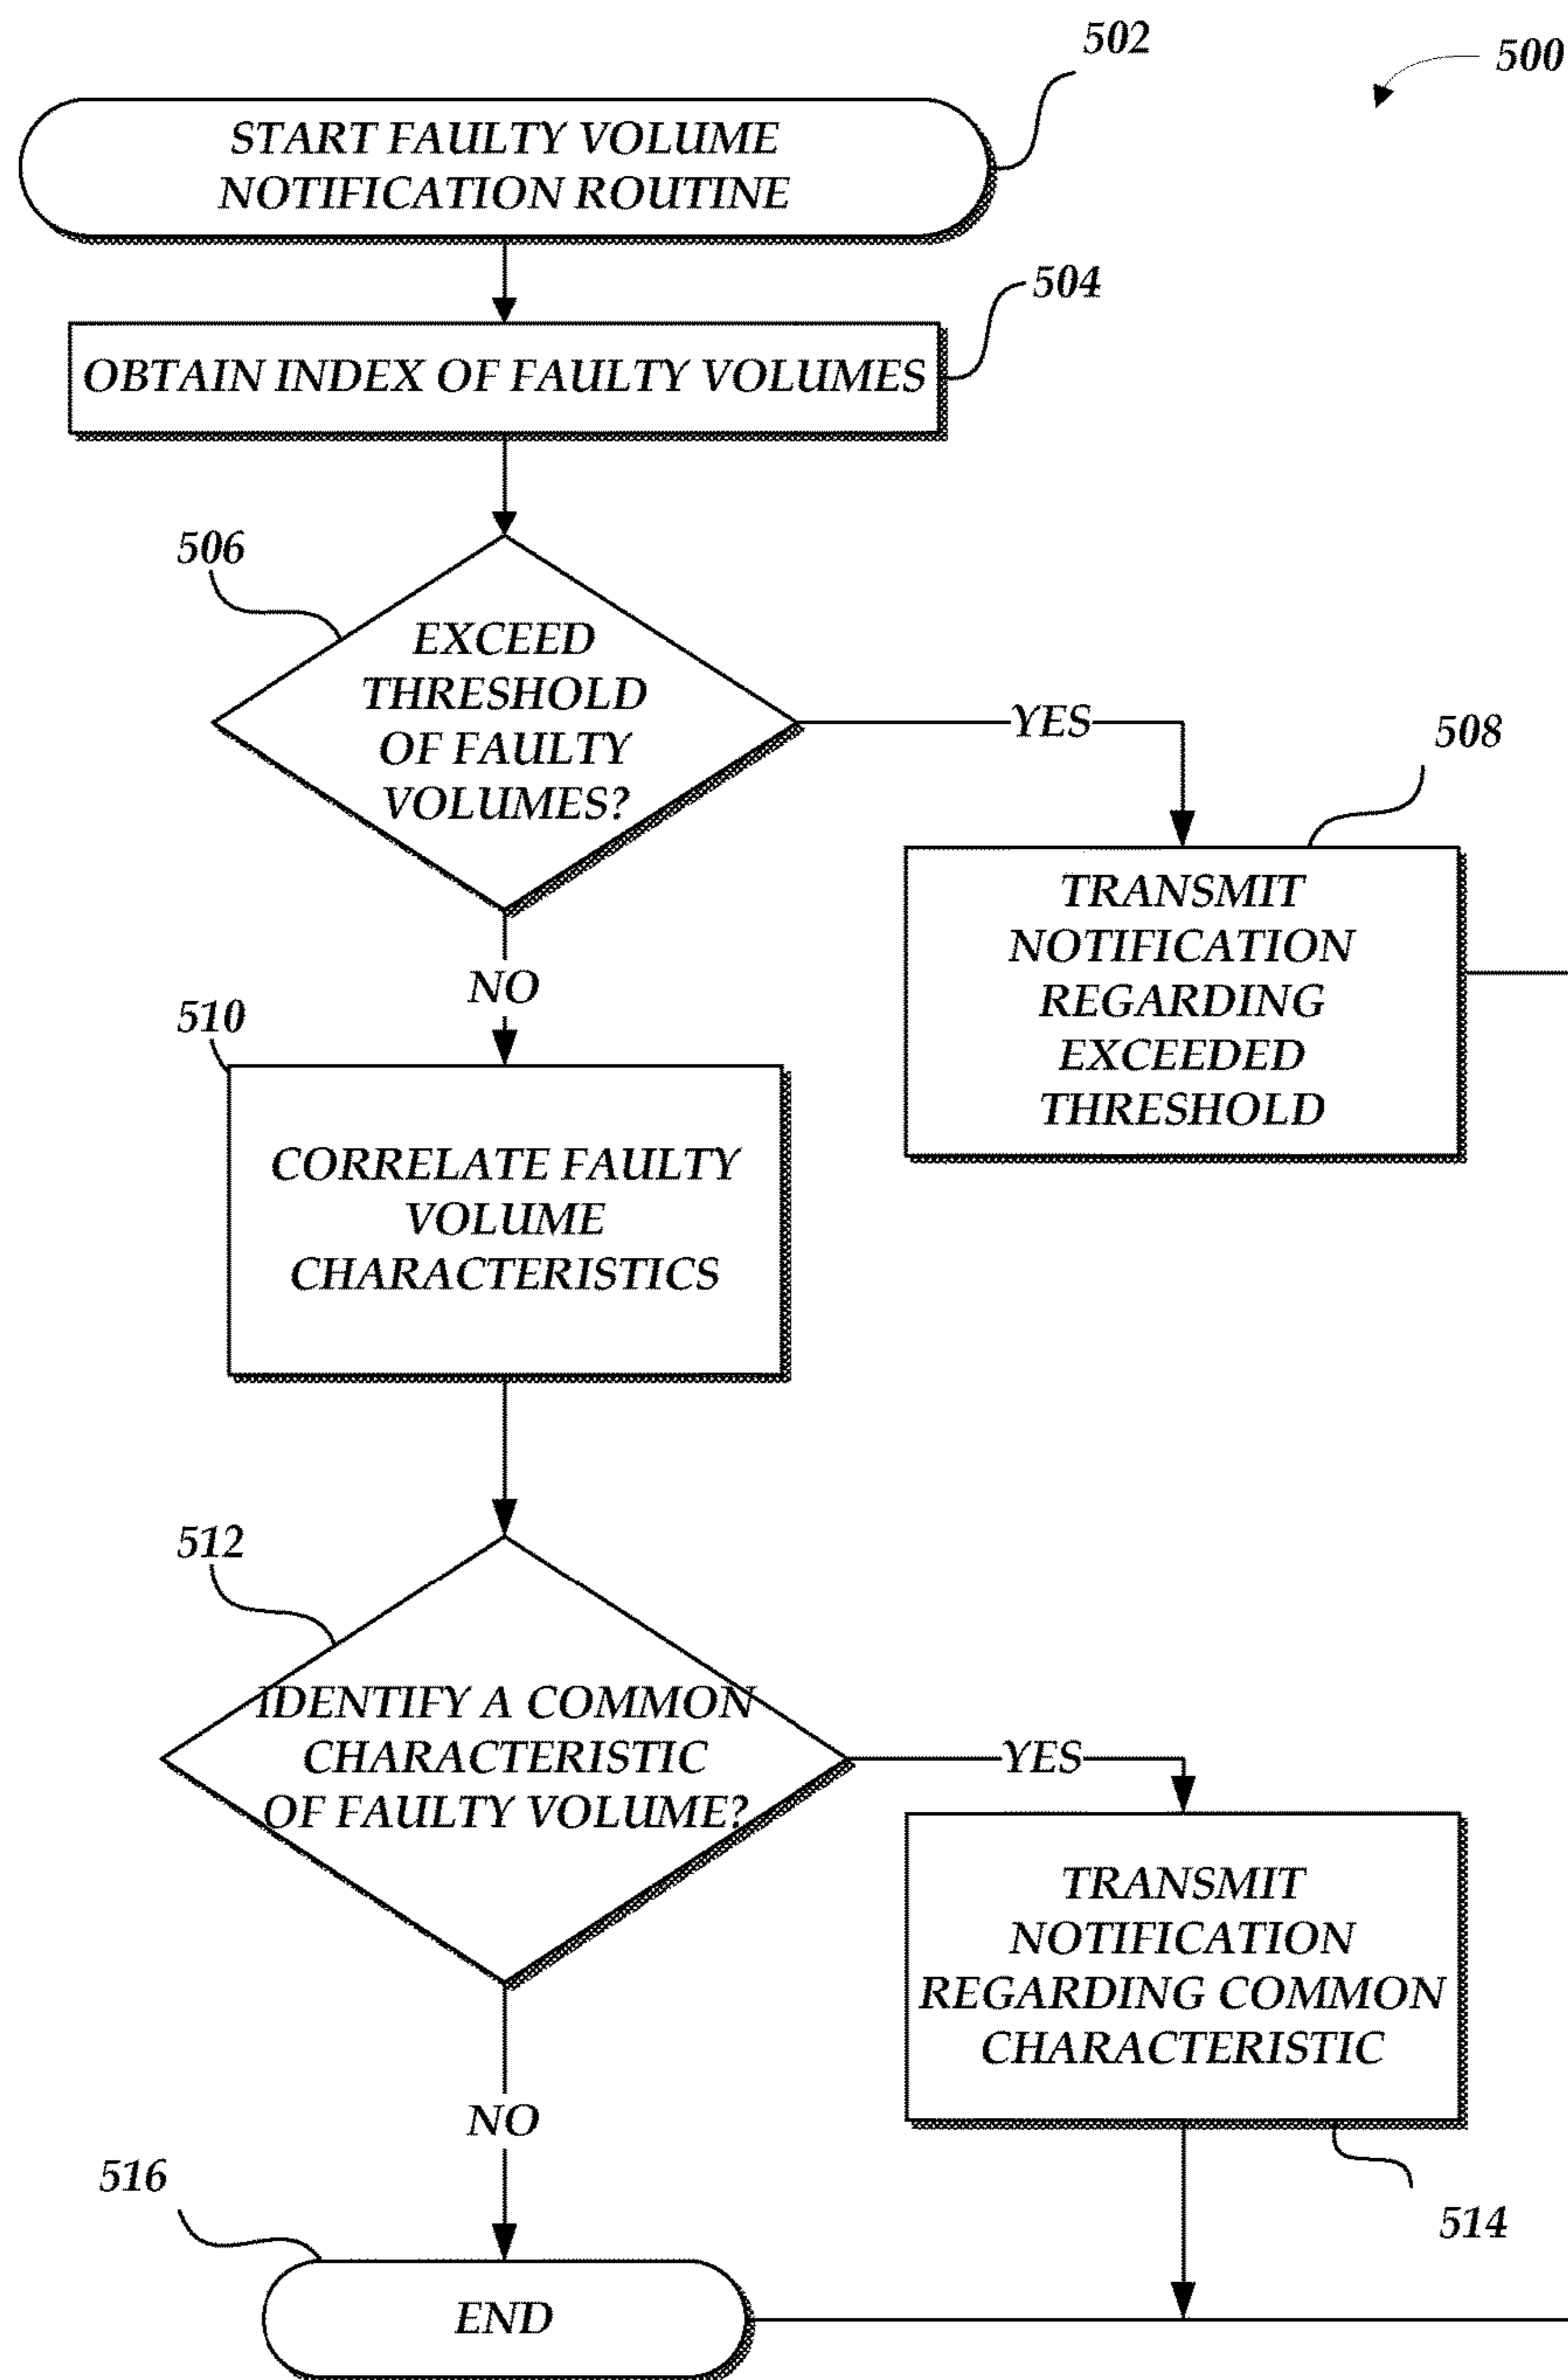 502
500
START FAULTY VOLUME
NOTIFICATION ROUTINE
504
OBTAIN INDEX OF FAULTY VOLUMES
506
EXCEED
THRESHOLD
OF FAULTY
VOLUMES?
YES
508
TRANSMIT
NOTIFICATION
REGARDING
EXCEEDED
THRESHOLD
NO
510
CORRELATE FAULTY
VOLUME
CHARACTERISTICS
512
IDENTIFY A COMMON
CHARACTERISTIC
OF FAULTY VOLUME?
YES
TRANSMIT
NOTIFICATION
REGARDING COMMON
CHARACTERISTIC
514
NO
516
END